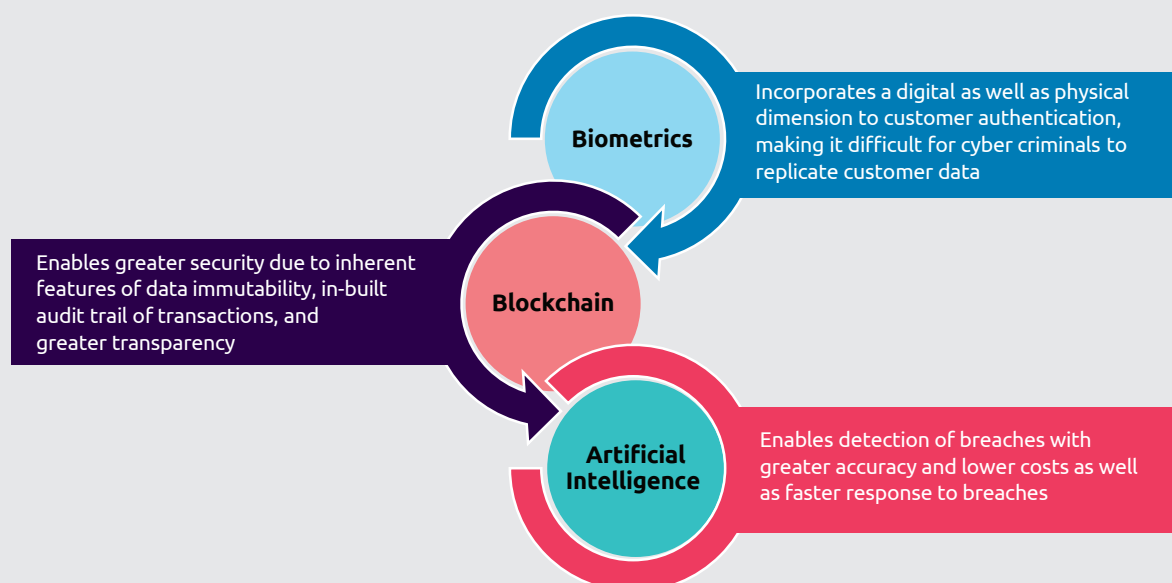 Biometrics
Incorporates a digital as well as physical
dimension to customer authentication,
making it difficult for cyber criminals to
replicate customer data
Blockchain
Enables greater security due to inherent
features of data immutability, in-built
audit trail of transactions, and
greater transparency
Artificial
Intelligence
Enables detection of breaches with
greater accuracy and lower costs as well
as faster response to breaches